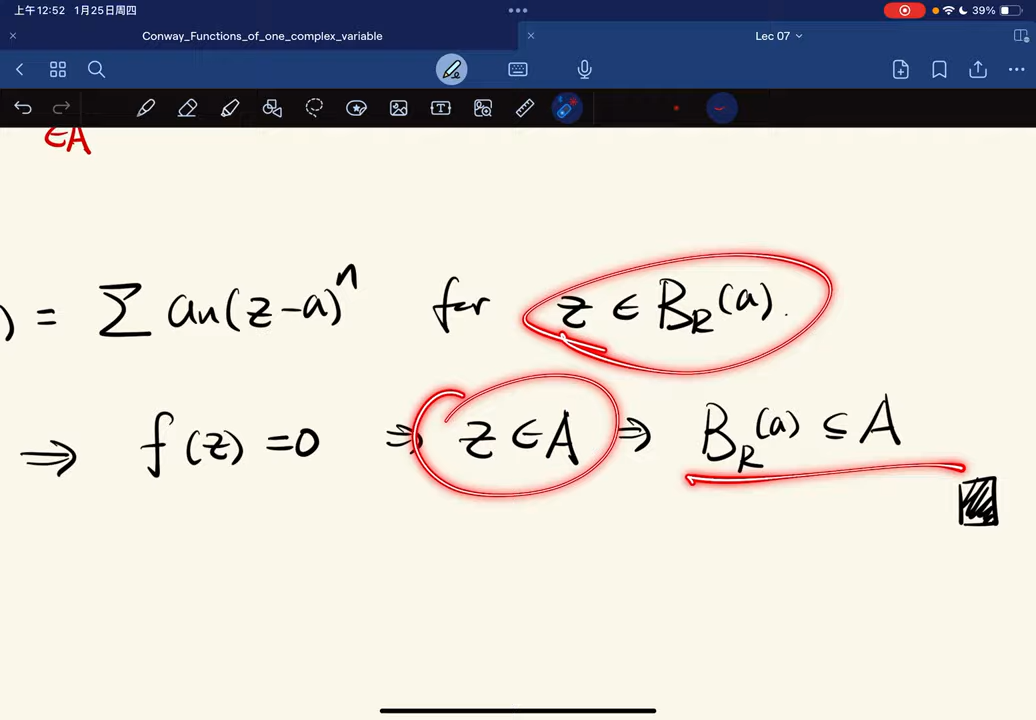 上午12:52 1月25日周四
39%
Conway_Functions_of_one_complex_variable
Lec 07
∈A
) = ∑ an(z-a)^n for z ∈ B_R(a).
⇒ f(z) = 0 ⇒ z ∈ A ⇒ B_R(a) ⊆ A